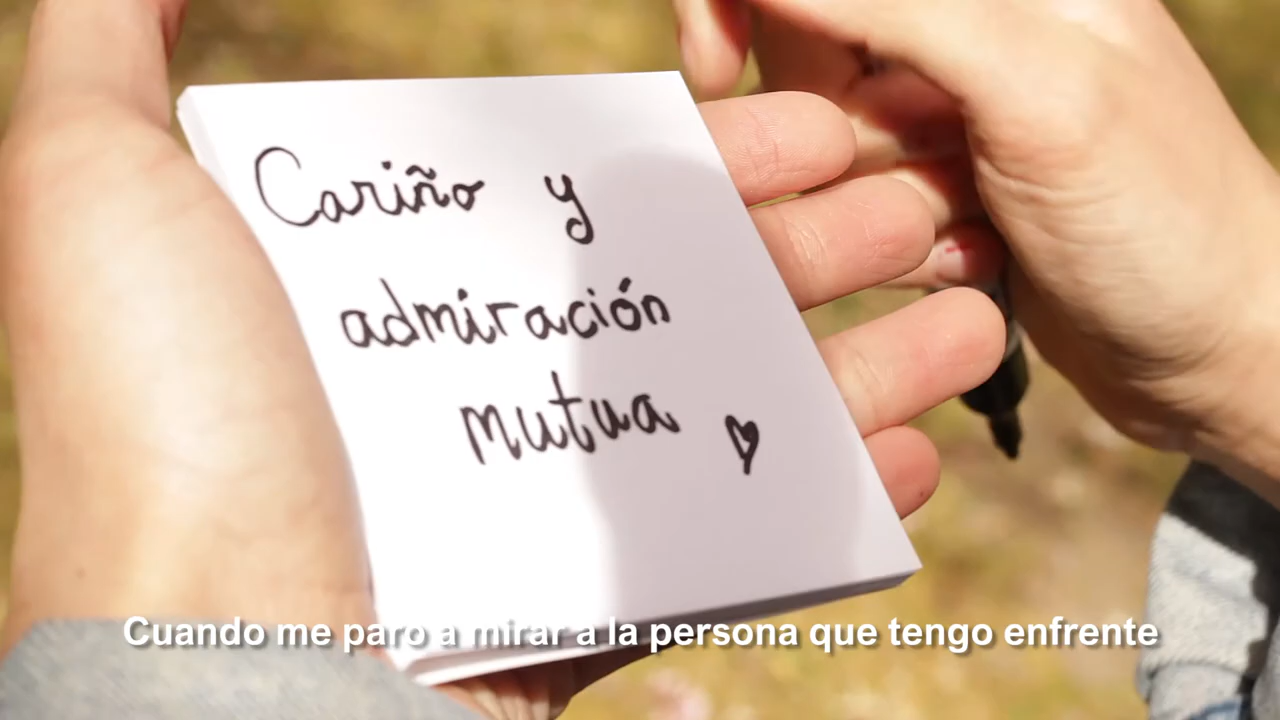 Cariño y
admiración
mutua
Cuando me paro a mirar a la persona que tengo enfrente